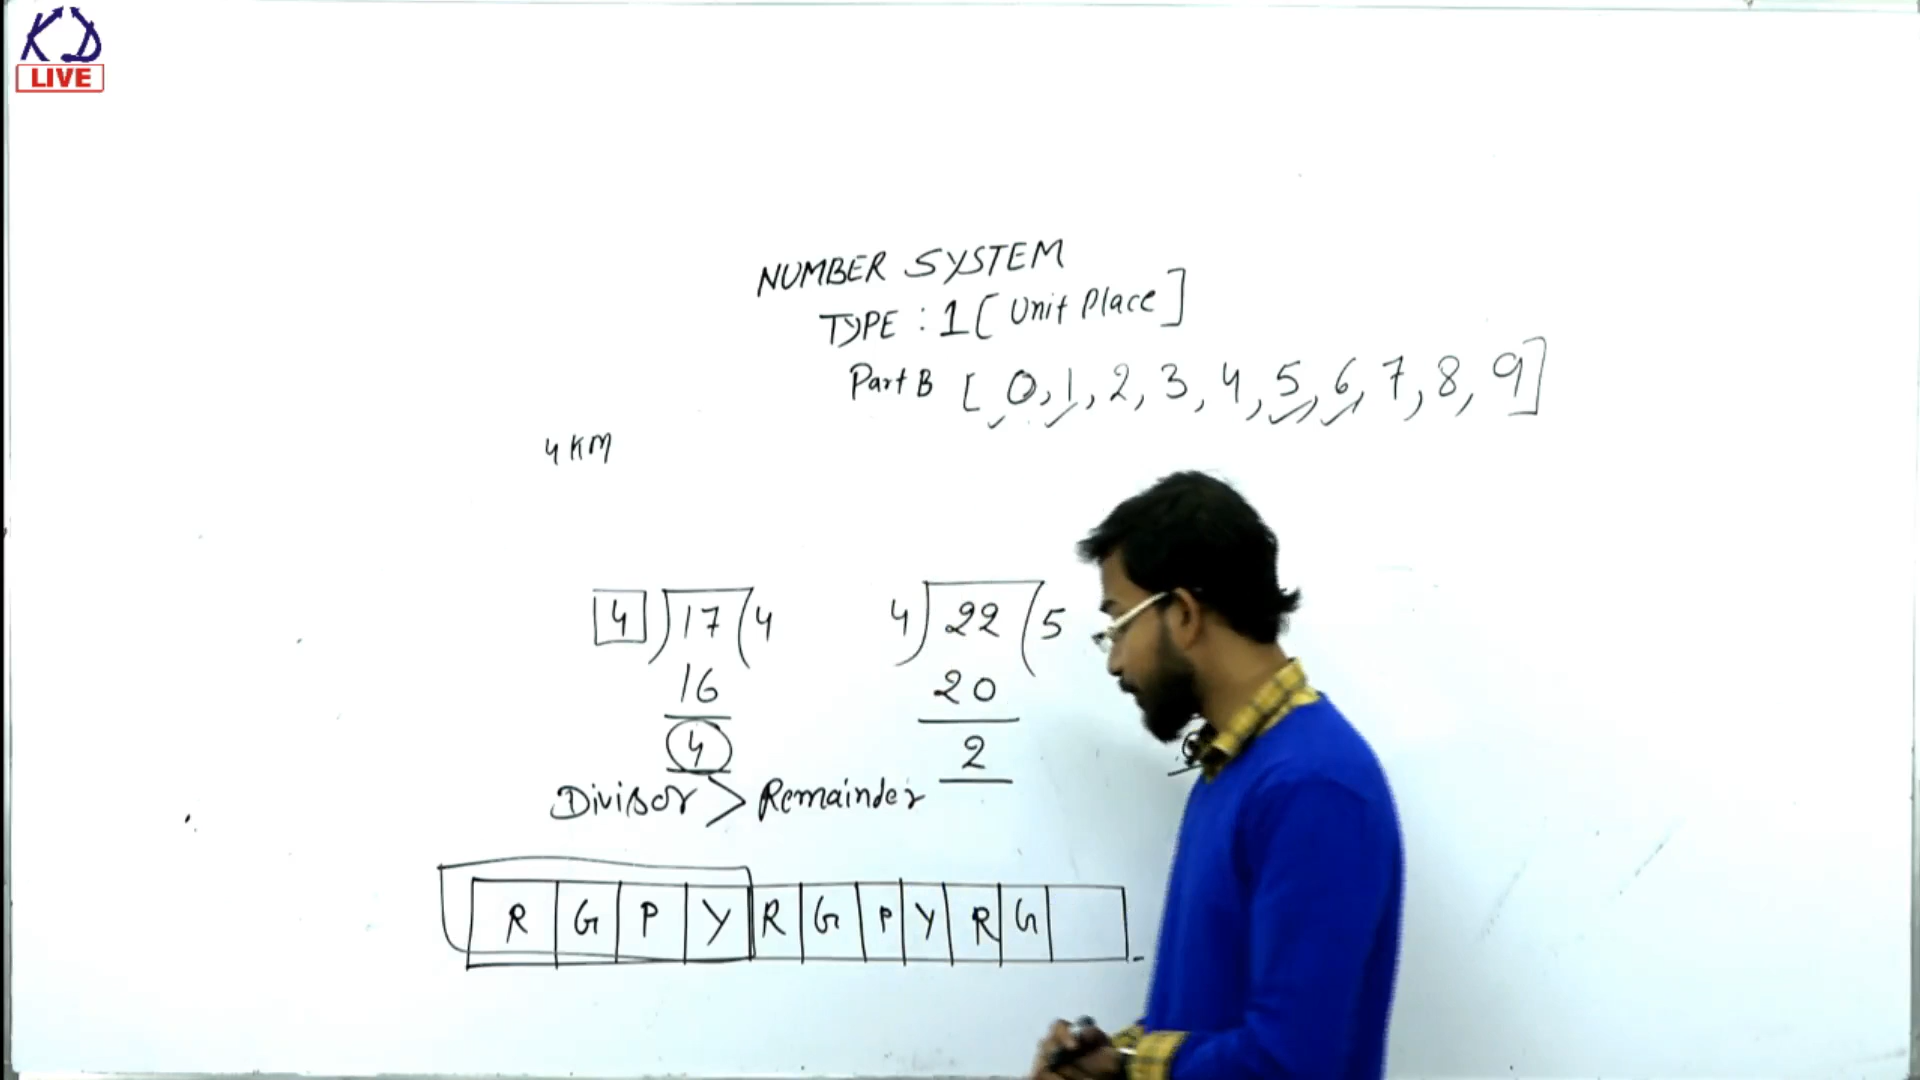 KD
LIVE
NUMBER SYSTEM
TYPE : 1 [ Unit Place ]
Part B [ 0, 1, 2, 3, 4, 5, 6, 7, 8, 9 ]
4 KM
4 ) 17 ( 4
16
4
4 ) 22 ( 5
20
2
Divisor > Remainder
R G P Y R G P Y R G